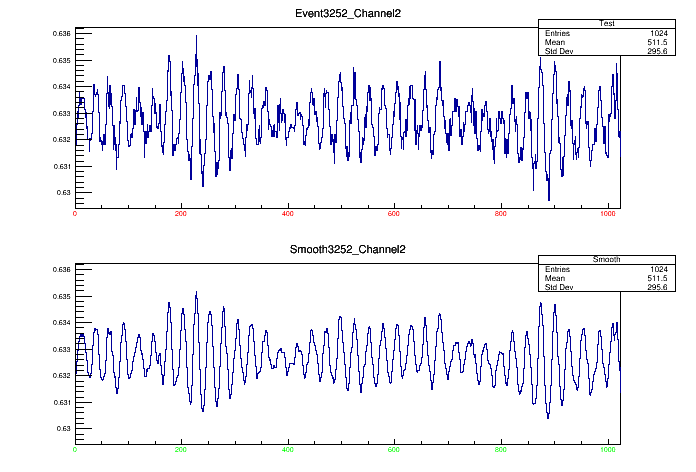 Event3252_Channel2
Test
Entries 1024
Mean 511.5
Std Dev 295.6
0.636
0.635
0.634
0.633
0.632
0.631
0.63
0 200 400 600 800 1000
Smooth3252_Channel2
Smooth
Entries 1024
Mean 511.5
Std Dev 295.6
0.636
0.635
0.634
0.633
0.632
0.631
0.63
0 200 400 600 800 1000